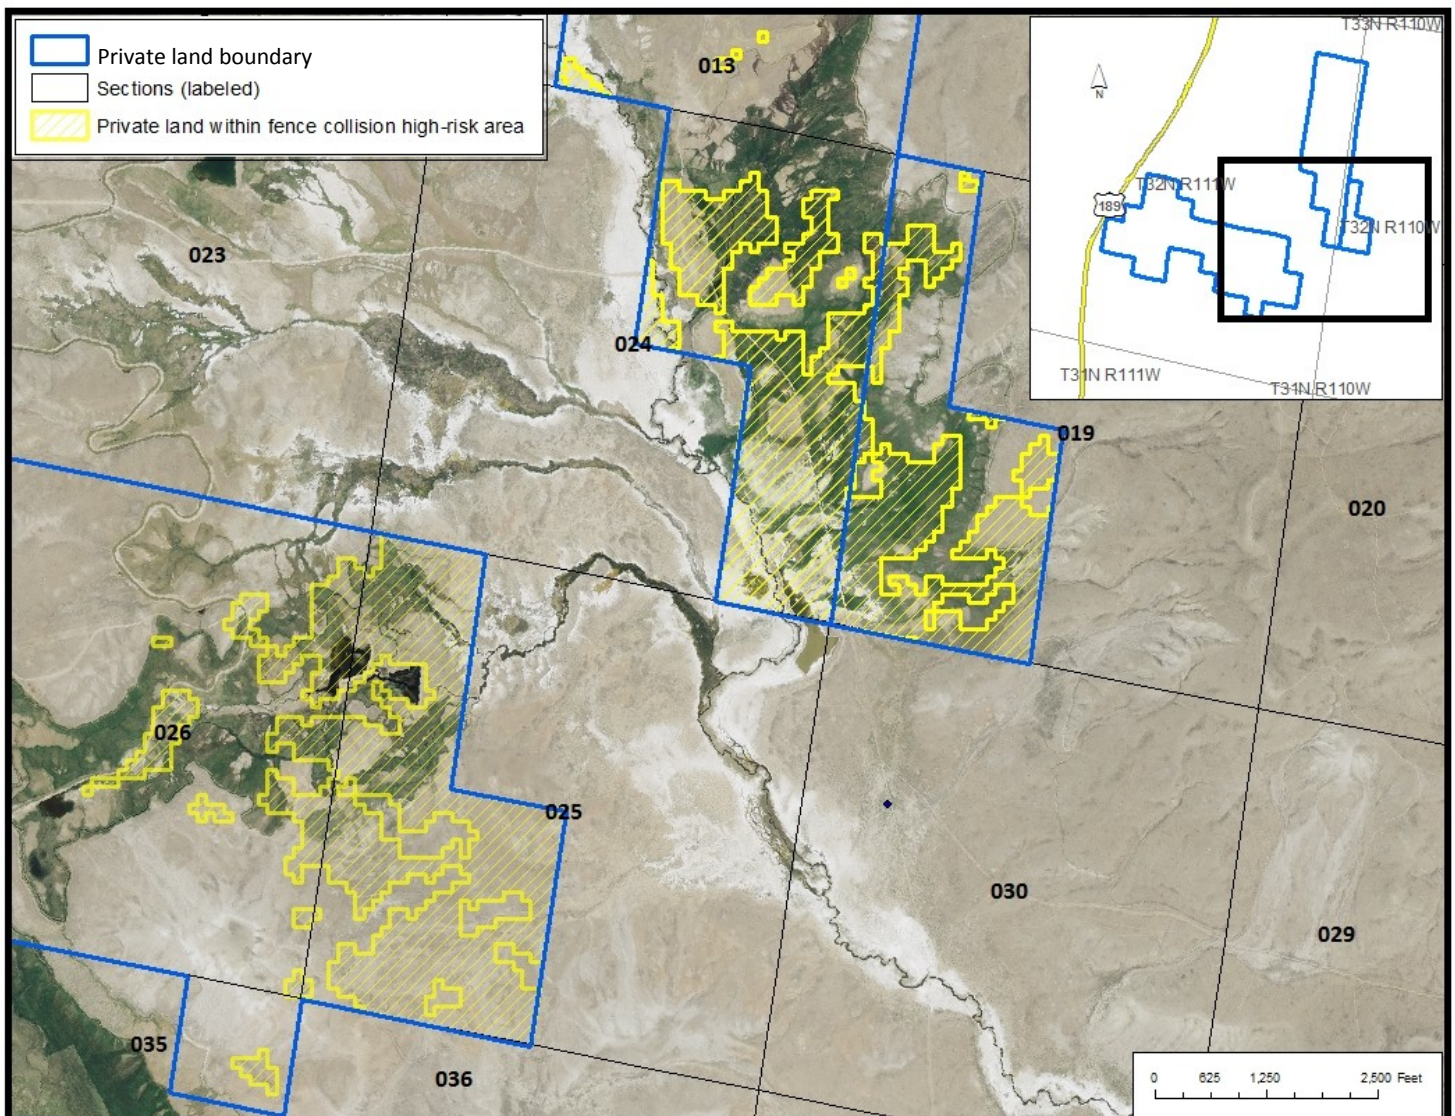 Private land boundary
Sections (labeled)
Private land within fence collision high-risk area
T33N R110W
N
T32N R111W
189
T32N R110W
T31N R111W
T31N R110W
013
023
024
019
020
026
025
030
029
035
036
0 625 1,250 2,500 Feet